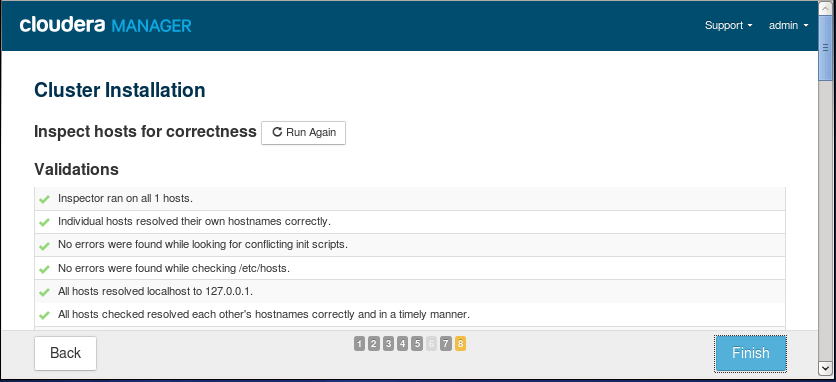 cloudera MANAGER
Support admin
Cluster Installation
Inspect hosts for correctness Run Again
Validations
Inspector ran on all 1 hosts.
Individual hosts resolved their own hostnames correctly.
No errors were found while looking for conflicting init scripts.
No errors were found while checking /etc/hosts.
All hosts resolved localhost to 127.0.0.1.
All hosts checked resolved each other's hostnames correctly and in a timely manner.
Back 1 2 3 4 5 6 7 8 Finish